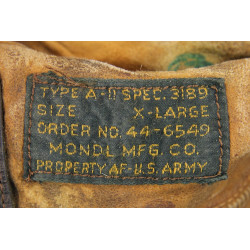 TYPE A-11 SPEC. 3189
SIZE X-LARGE
ORDER NO. 44-6549
MONDL MFG. CO.
PROPERTY AF-U.S. ARMY